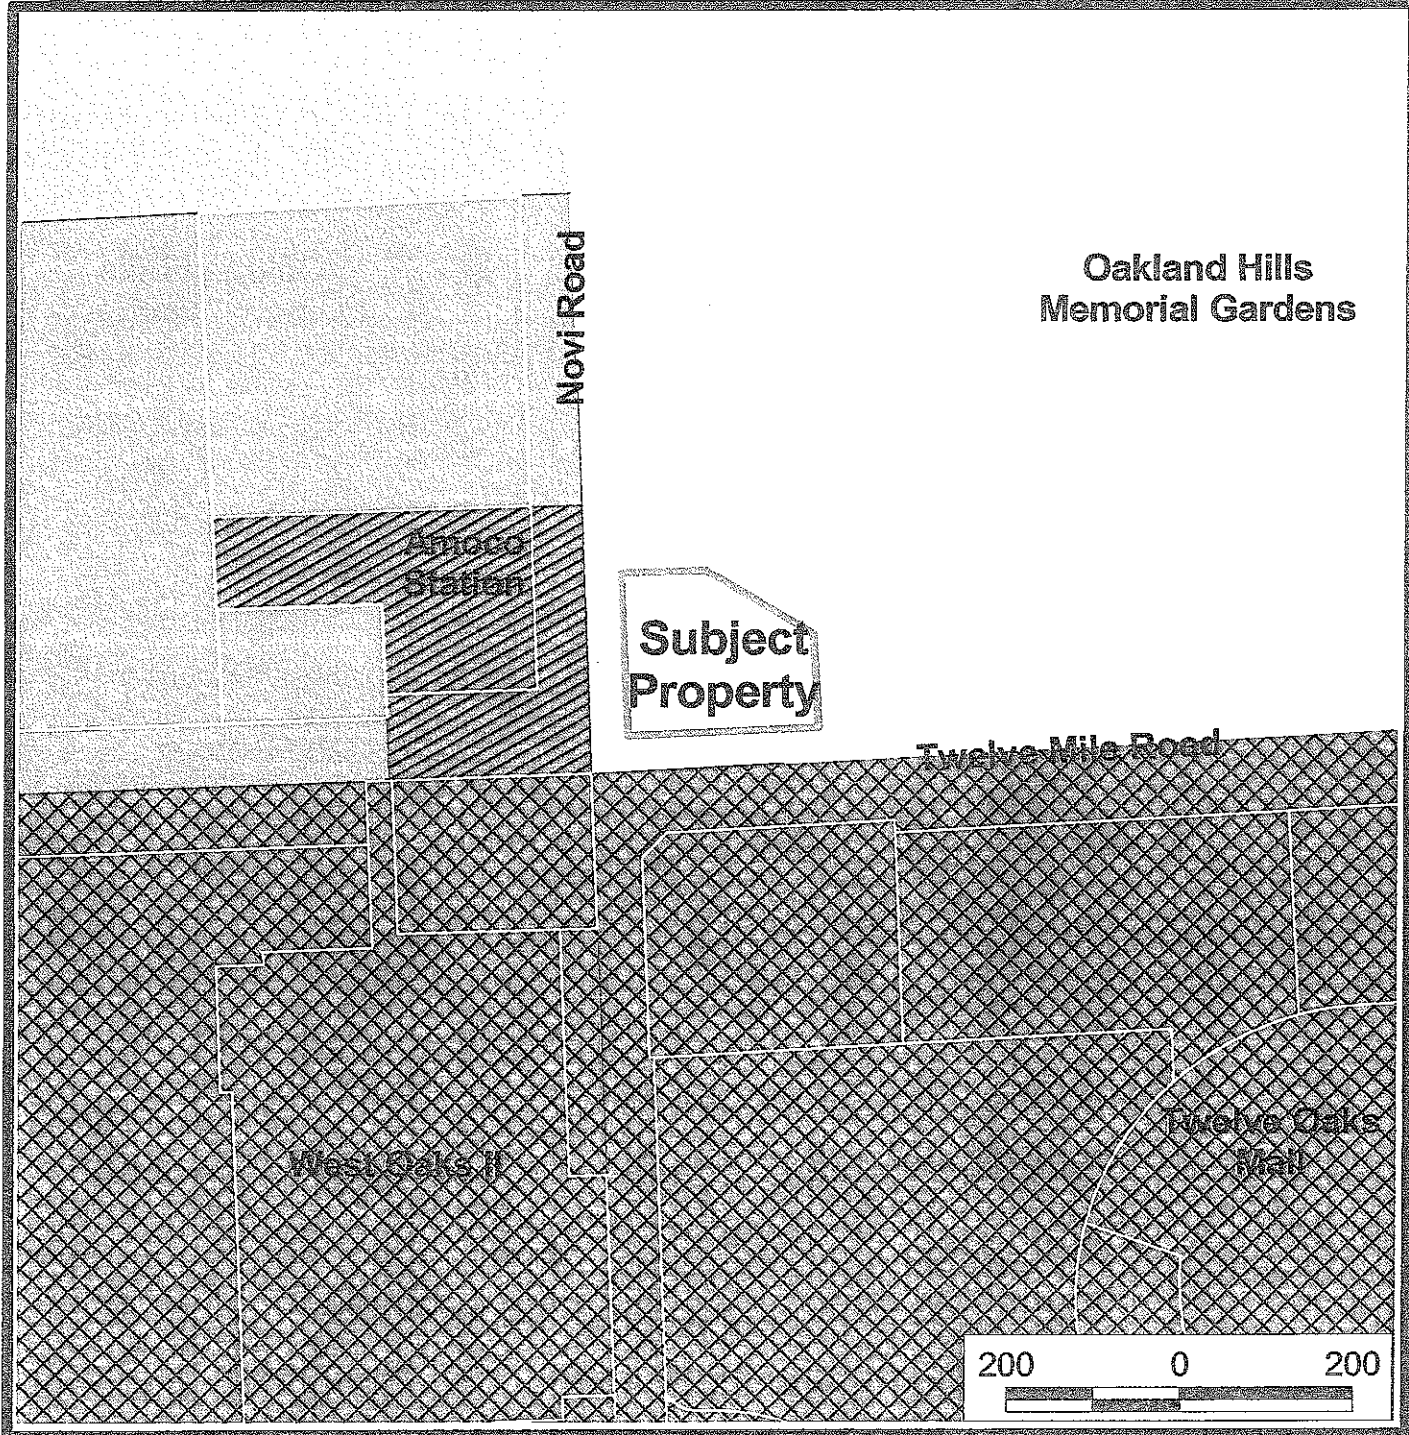 Oakland Hills
Memorial Gardens
Novi Road
Amoco
Station
Subject
Property
Twelve Mile Road
West Oaks II
Twelve Oaks
Mall
200 0 200